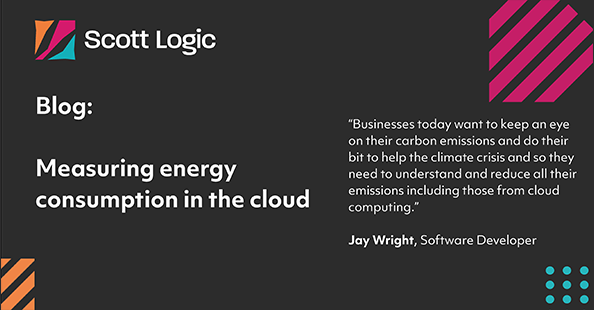 Scott Logic
Blog:
Measuring energy
consumption in the cloud
“Businesses today want to keep an eye
on their carbon emissions and do their
bit to help the climate crisis and so they
need to understand and reduce all their
emissions including those from cloud
computing.”
Jay Wright, Software Developer